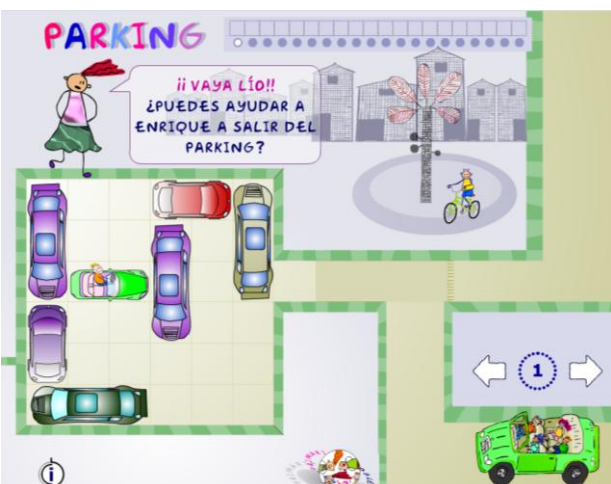 PARKING
¡¡VAYA LÍO!!
¿PUEDES AYUDAR A
ENRIQUE A SALIR DEL
PARKING?
1
i